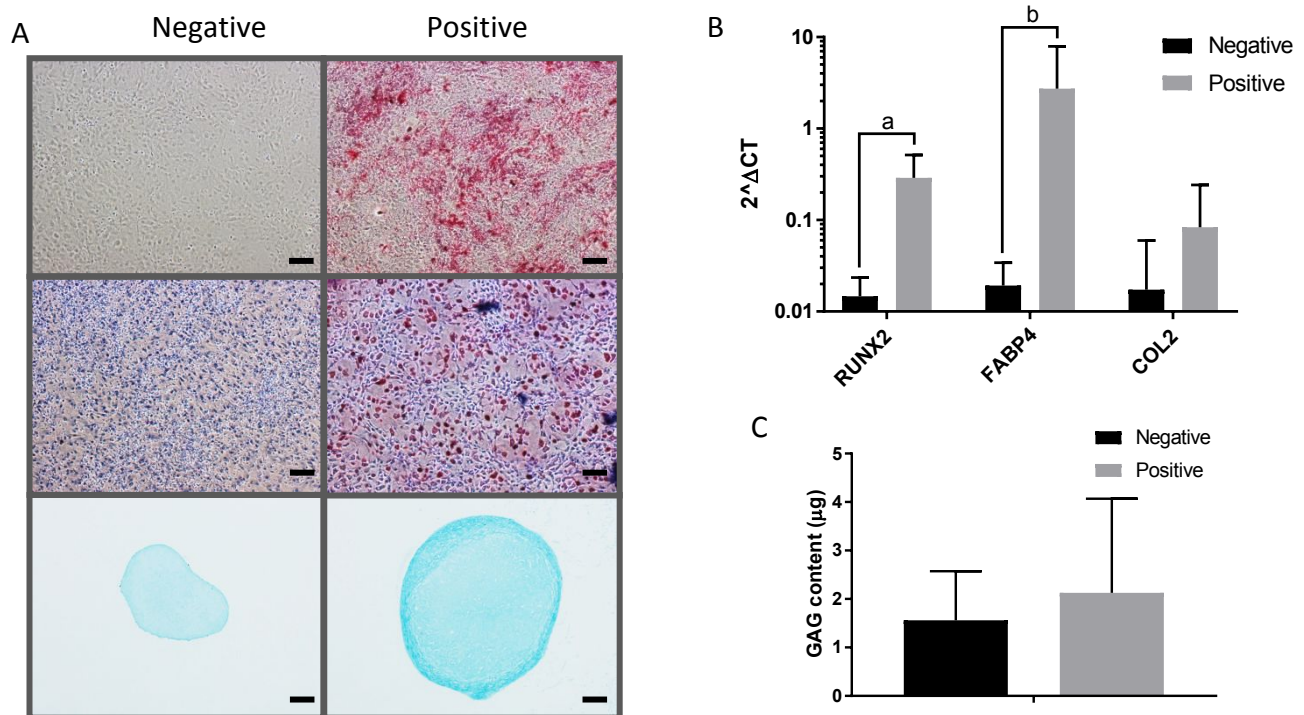 A
Negative
Positive
B
10
1
0.1
0.01
2^ΔCT
a
b
Negative
Positive
RUNX2
FABP4
COL2
C
5
4
3
2
1
0
GAG content (µg)
Negative
Positive